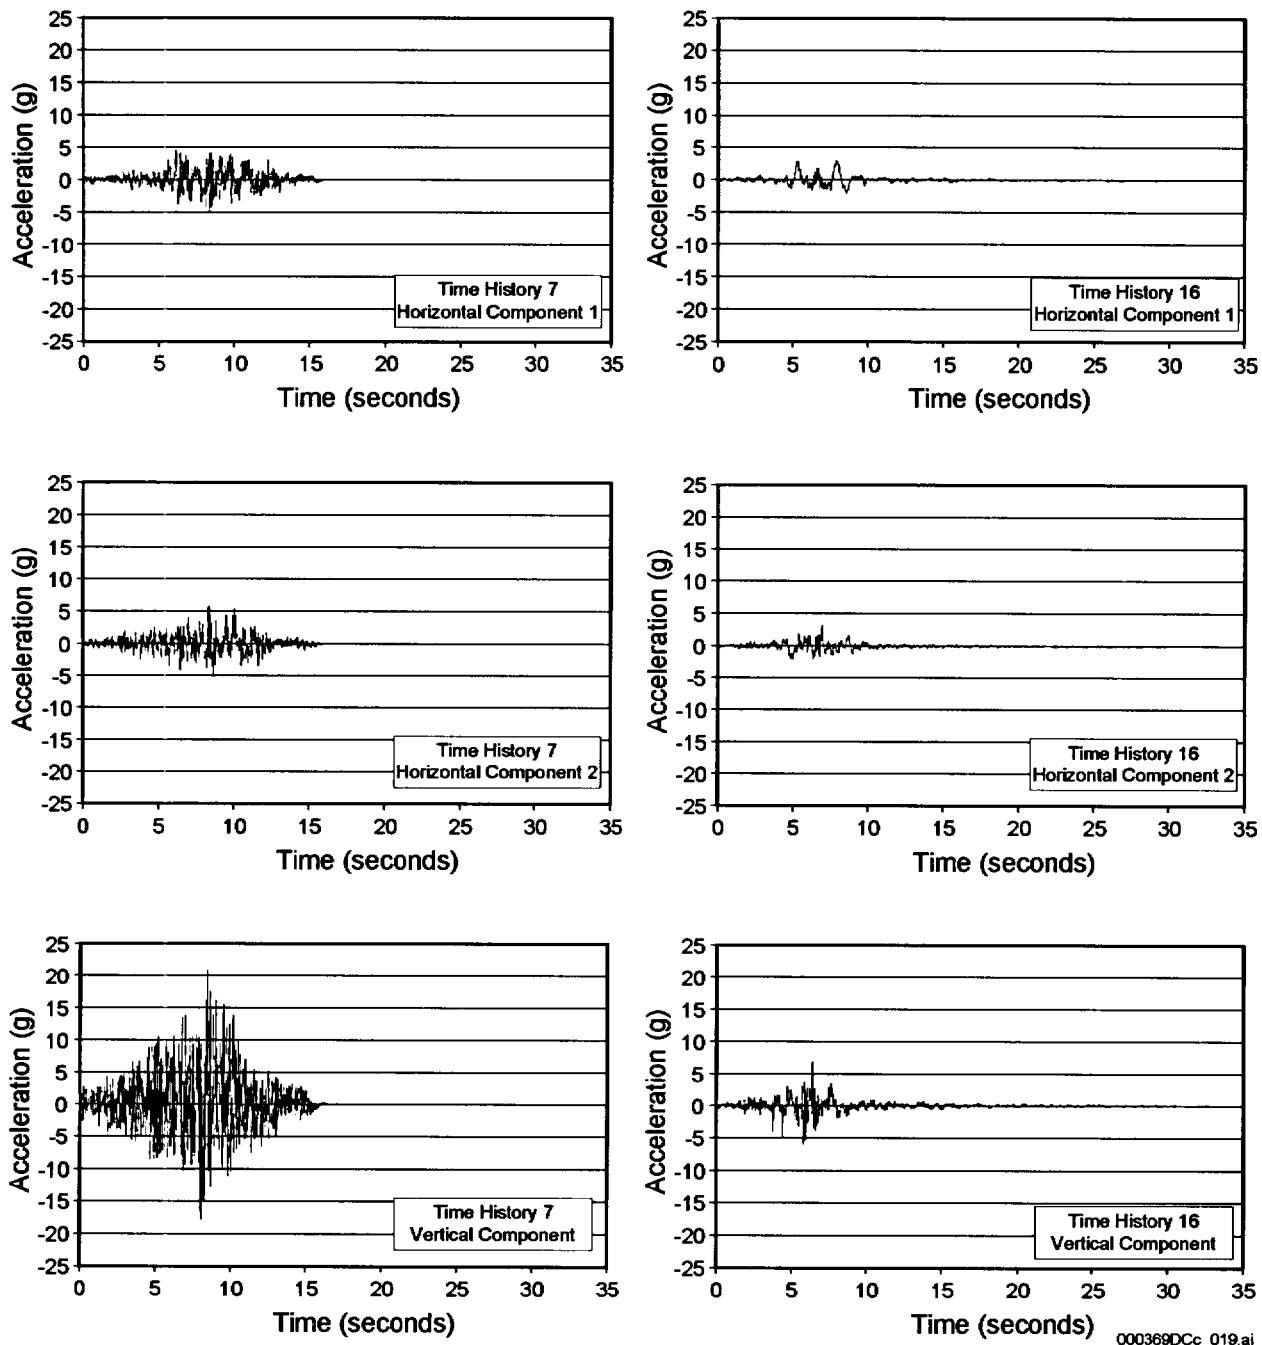 25
20
15
10
5
0
-5
-10
-15
-20
-25
Acceleration (g)
Time History 7
Horizontal Component 1
0 5 10 15 20 25 30 35
Time (seconds)
25
20
15
10
5
0
-5
-10
-15
-20
-25
Acceleration (g)
Time History 16
Horizontal Component 1
0 5 10 15 20 25 30 35
Time (seconds)
25
20
15
10
5
0
-5
-10
-15
-20
-25
Acceleration (g)
Time History 7
Horizontal Component 2
0 5 10 15 20 25 30 35
Time (seconds)
25
20
15
10
5
0
-5
-10
-15
-20
-25
Acceleration (g)
Time History 16
Horizontal Component 2
0 5 10 15 20 25 30 35
Time (seconds)
25
20
15
10
5
0
-5
-10
-15
-20
-25
Acceleration (g)
Time History 7
Vertical Component
0 5 10 15 20 25 30 35
Time (seconds)
25
20
15
10
5
0
-5
-10
-15
-20
-25
Acceleration (g)
Time History 16
Vertical Component
0 5 10 15 20 25 30 35
Time (seconds)
000369DCc_019.ai